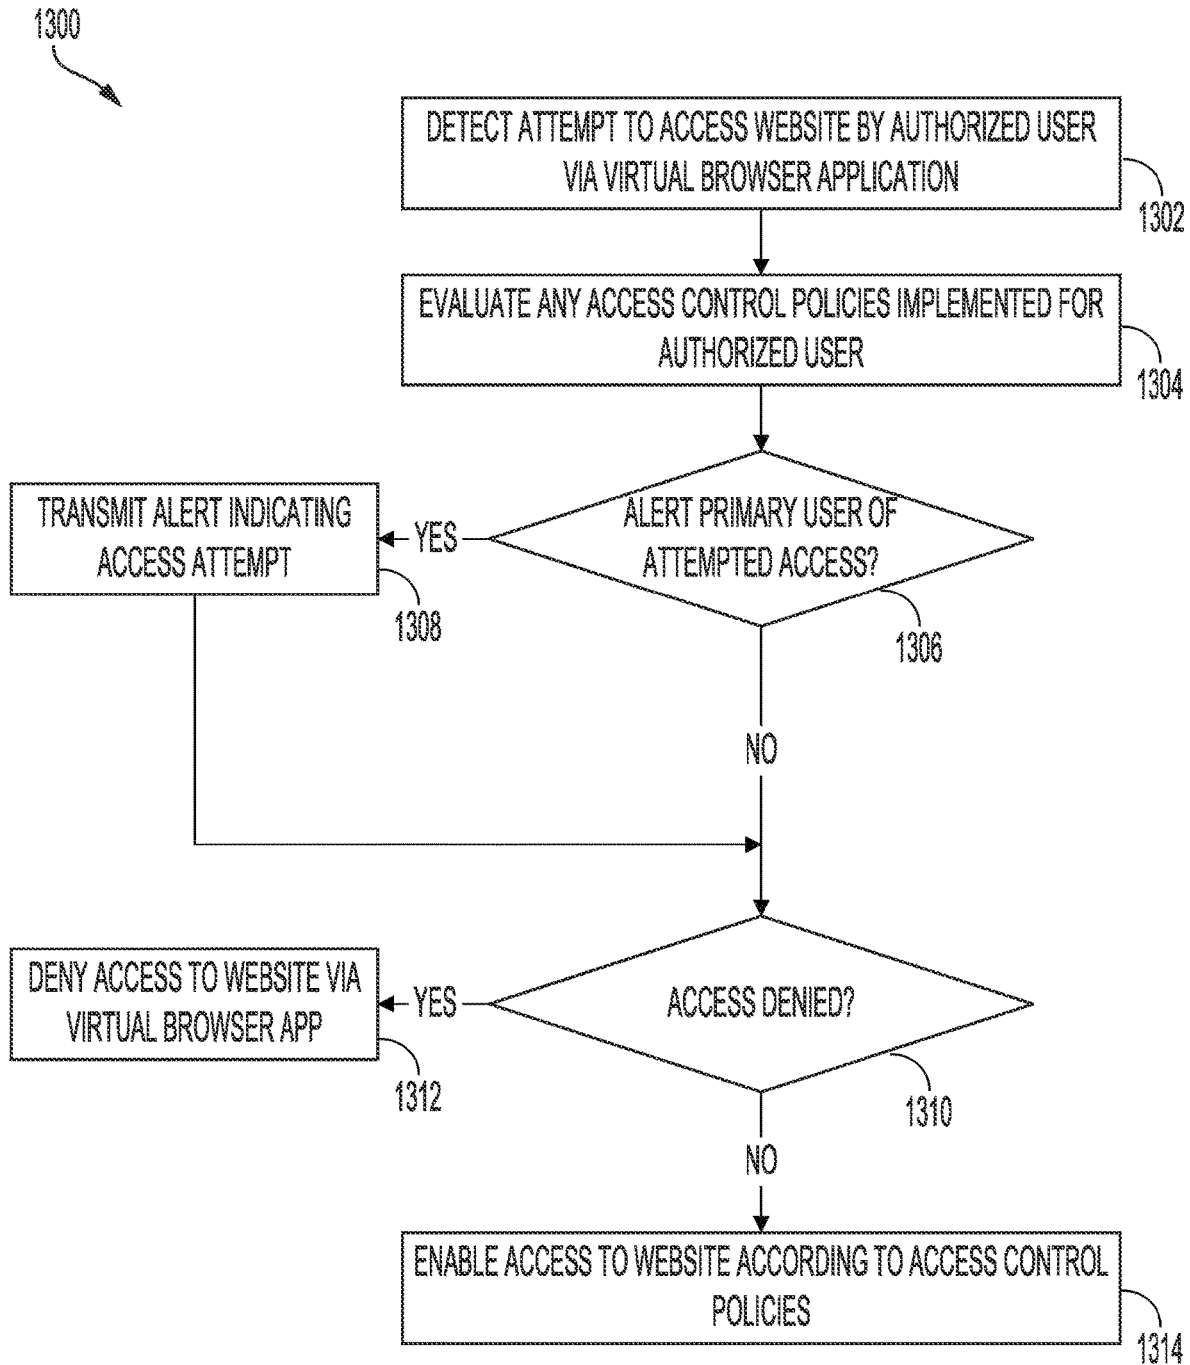 1300
DETECT ATTEMPT TO ACCESS WEBSITE BY AUTHORIZED USER
VIA VIRTUAL BROWSER APPLICATION
1302
EVALUATE ANY ACCESS CONTROL POLICIES IMPLEMENTED FOR
AUTHORIZED USER
1304
ALERT PRIMARY USER OF
ATTEMPTED ACCESS?
1306
YES
TRANSMIT ALERT INDICATING
ACCESS ATTEMPT
1308
NO
ACCESS DENIED?
1310
YES
DENY ACCESS TO WEBSITE VIA
VIRTUAL BROWSER APP
1312
NO
ENABLE ACCESS TO WEBSITE ACCORDING TO ACCESS CONTROL
POLICIES
1314